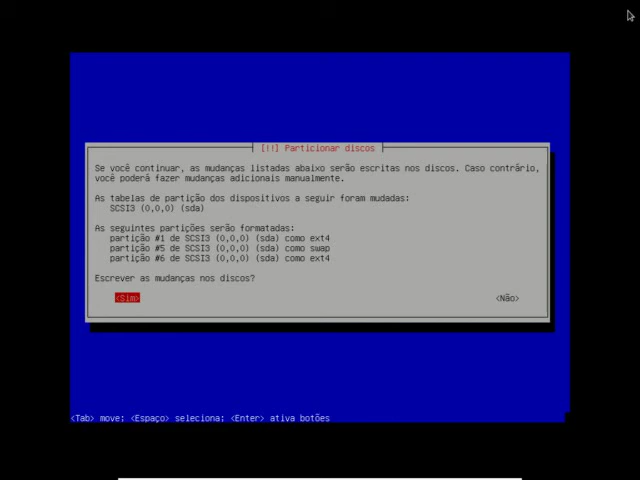 [!!] Particionar discos
Se você continuar, as mudanças listadas abaixo serão escritas nos discos. Caso contrário,
você poderá fazer mudanças adicionais manualmente.
As tabelas de partição dos dispositivos a seguir foram mudadas:
SCSI3 (0,0,0) (sda)
As seguintes partições serão formatadas:
partição #1 de SCSI3 (0,0,0) (sda) como ext4
partição #5 de SCSI3 (0,0,0) (sda) como swap
partição #6 de SCSI3 (0,0,0) (sda) como ext4
Escrever as mudanças nos discos?
<Sim> <Não>
<Tab> move; <Espaço> seleciona; <Enter> ativa botões